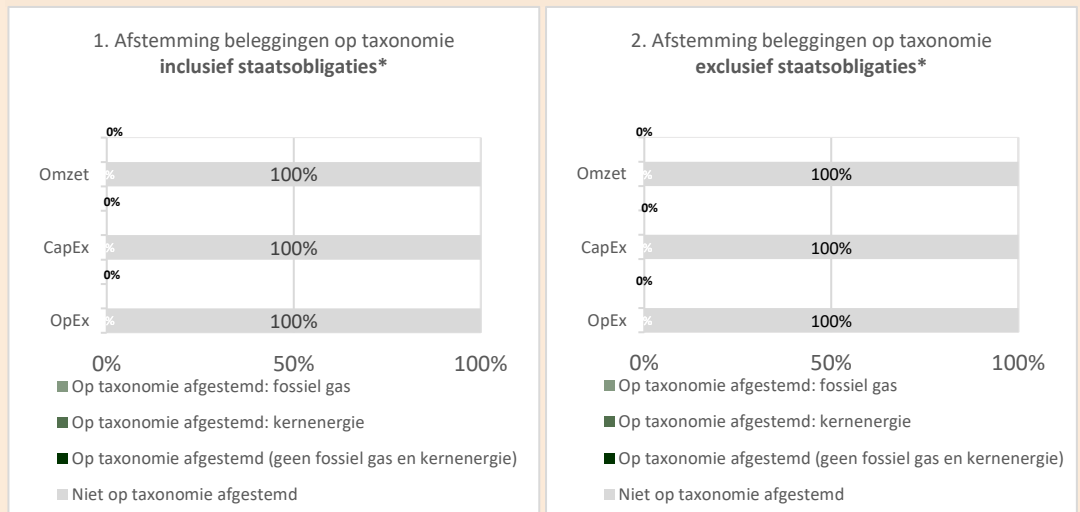 1. Afstemming beleggingen op taxonomie
inclusief staatsobligaties*
0%
Omzet
%
100%
0%
CapEx
%
100%
0%
OpEx
%
100%
0%
50%
100%
Op taxonomie afgestemd: fossiel gas
Op taxonomie afgestemd: kernenergie
Op taxonomie afgestemd (geen fossiel gas en kernenergie)
Niet op taxonomie afgestemd
2. Afstemming beleggingen op taxonomie
exclusief staatsobligaties*
0%
Omzet
%
100%
0%
CapEx
%
100%
0%
OpEx
%
100%
0%
50%
100%
Op taxonomie afgestemd: fossiel gas
Op taxonomie afgestemd: kernenergie
Op taxonomie afgestemd (geen fossiel gas en kernenergie)
Niet op taxonomie afgestemd